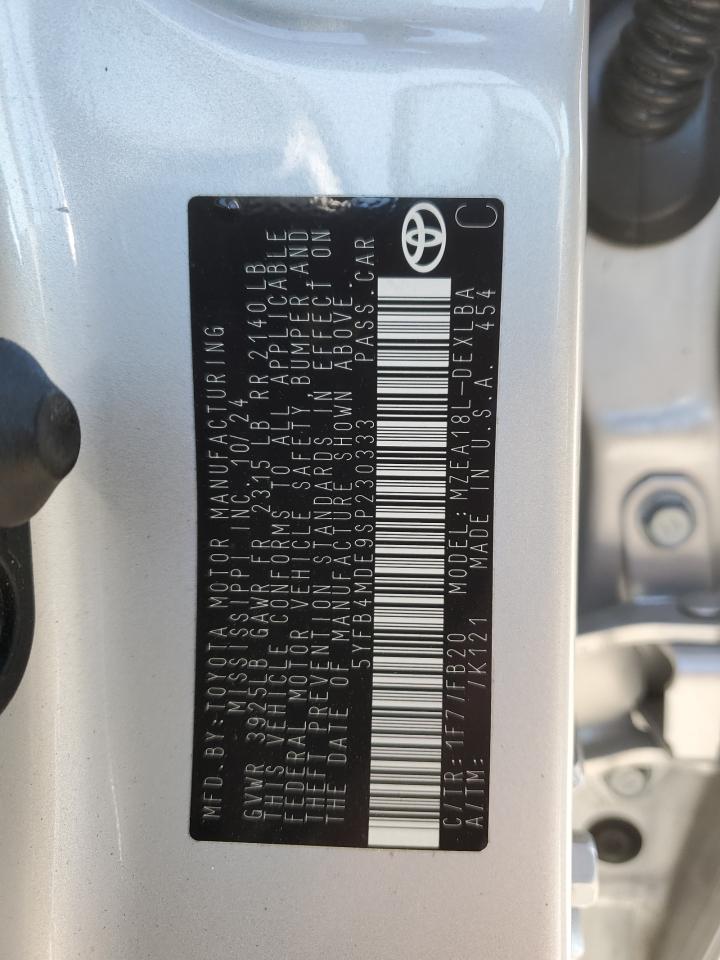 MFD.BY:TOYOTA MOTOR MANUFACTURING
MISSISSIPPI INC. 10/24
GVWR 3925LB GAWR FR 2315 LB RR 2140 LB
THIS VEHICLE CONFORMS TO ALL APPLICABLE
FEDERAL MOTOR VEHICLE SAFETY, BUMPER, AND
THEFT PREVENTION STANDARDS IN EFFECT ON
THE DATE OF MANUFACTURE SHOWN ABOVE.
5YFB4MDE9SP230333 PASS.CAR
C/TR:1F7/FB20 MODEL:MZEA18L-DEXLBA
A/TM: /K121 MADE IN U.S.A. 454
C